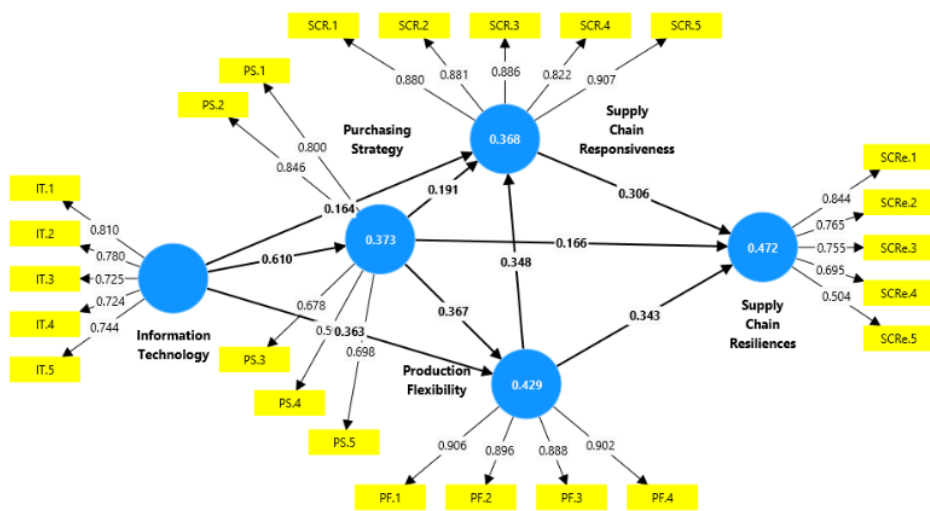 SCR.1
SCR.2
SCR.3
SCR.4
SCR.5
0.880
0.881
0.886
0.822
0.907
PS.1
PS.2
0.800
0.846
Purchasing
Strategy
0.368
Supply
Chain
Responsiveness
SCRe.1
SCRe.2
SCRe.3
SCRe.4
SCRe.5
0.844
0.765
0.755
0.695
0.504
IT.1
IT.2
IT.3
IT.4
IT.5
0.810
0.780
0.725
0.724
0.744
Information
Technology
0.164
0.191
0.306
0.610
0.373
0.166
0.472
0.348
Supply
Chain
Resiliences
0.678
0.363
0.698
0.367
0.343
PS.3
PS.4
PS.5
Production
Flexibility
0.429
0.906
0.896
0.888
0.902
PF.1
PF.2
PF.3
PF.4